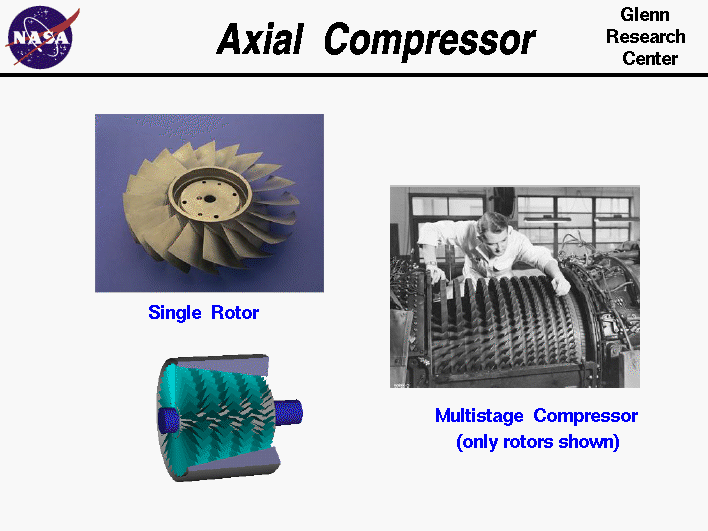 NASA
Axial Compressor
Glenn
Research
Center
Single Rotor
Multistage Compressor
(only rotors shown)